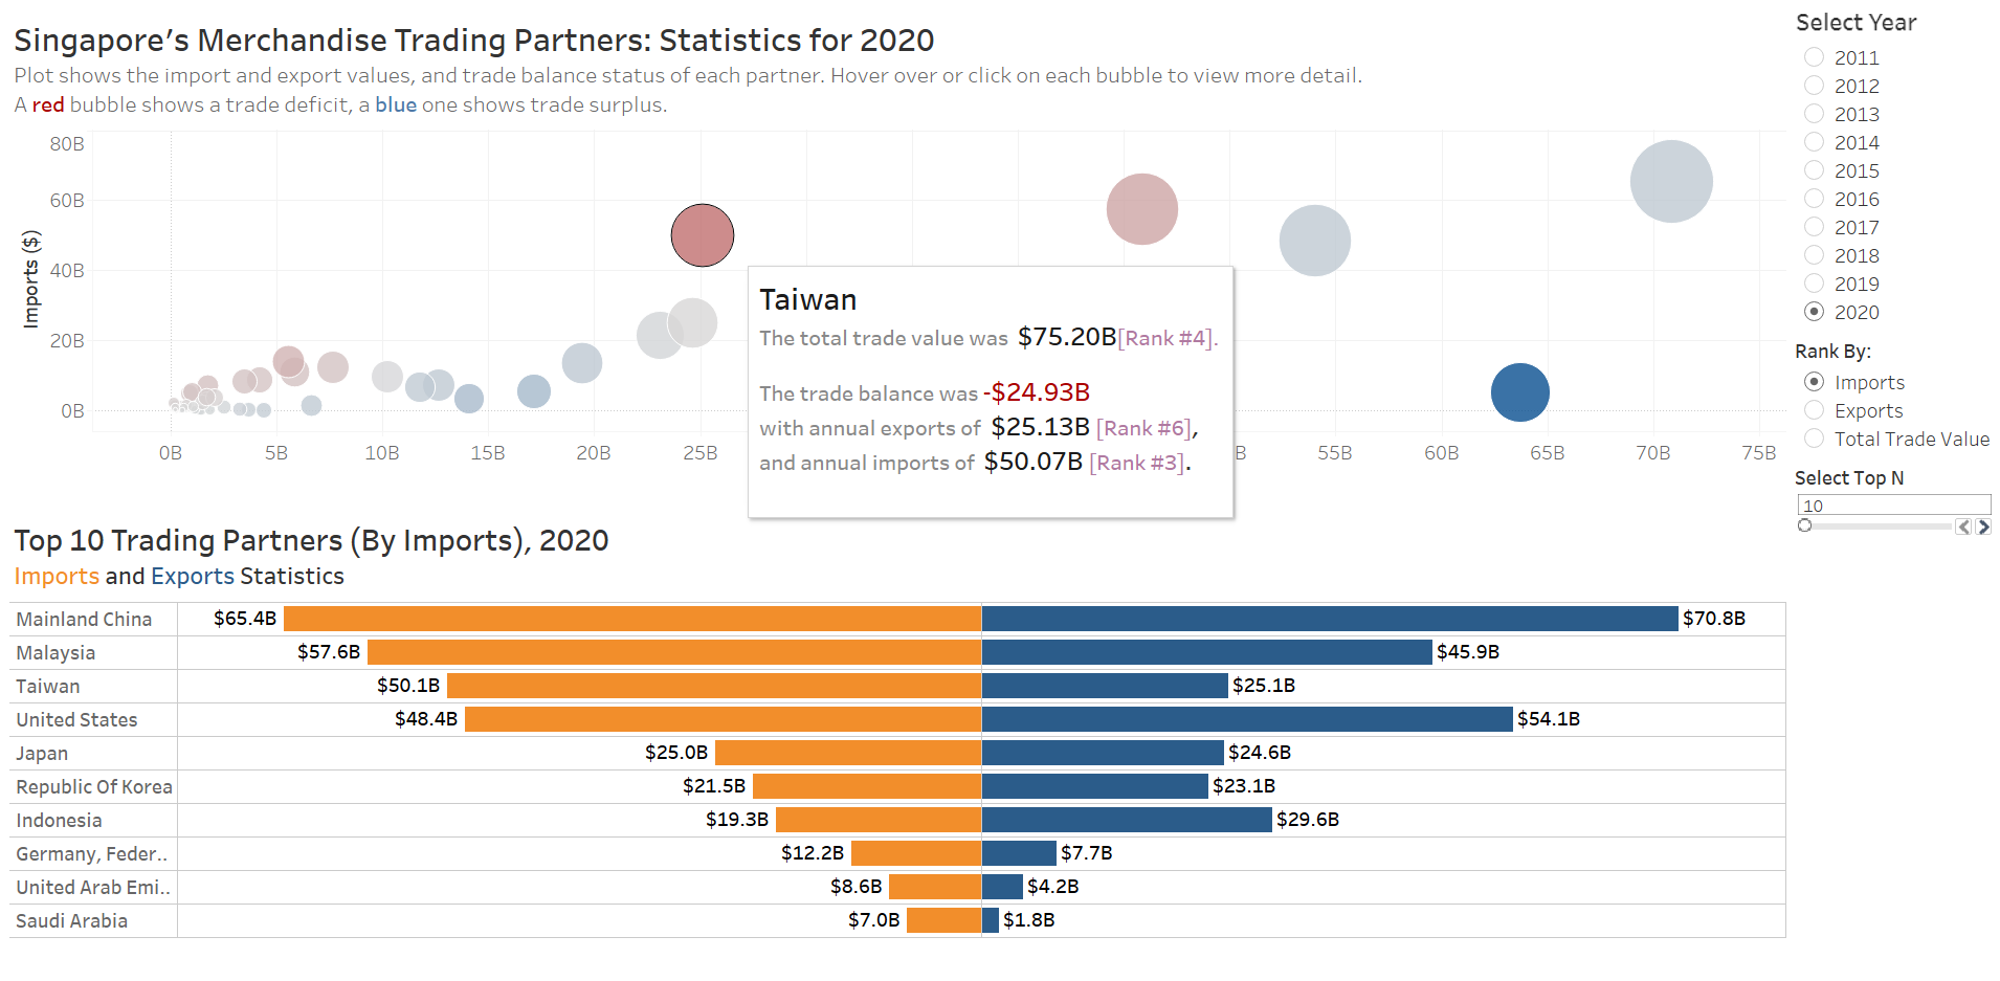 Singapore's Merchandise Trading Partners: Statistics for 2020
Plot shows the import and export values, and trade balance status of each partner. Hover over or click on each bubble to view more detail.
A red bubble shows a trade deficit, a blue one shows trade surplus.
Imports ($)
80B
60B
40B
20B
0B
0B
5B
10B
15B
20B
25B
B
55B
60B
65B
70B
75B
Taiwan
The total trade value was $75.20B[Rank #4].
The trade balance was -$24.93B
with annual exports of $25.13B [Rank #6],
and annual imports of $50.07B [Rank #3].
Select Year
2011
2012
2013
2014
2015
2016
2017
2018
2019
2020
Rank By:
Imports
Exports
Total Trade Value
Select Top N
10
Top 10 Trading Partners (By Imports), 2020
Imports and Exports Statistics
Mainland China $65.4B $70.8B
Malaysia $57.6B $45.9B
Taiwan $50.1B $25.1B
United States $48.4B $54.1B
Japan $25.0B $24.6B
Republic Of Korea $21.5B $23.1B
Indonesia $19.3B $29.6B
Germany, Feder.. $12.2B $7.7B
United Arab Emi.. $8.6B $4.2B
Saudi Arabia $7.0B $1.8B